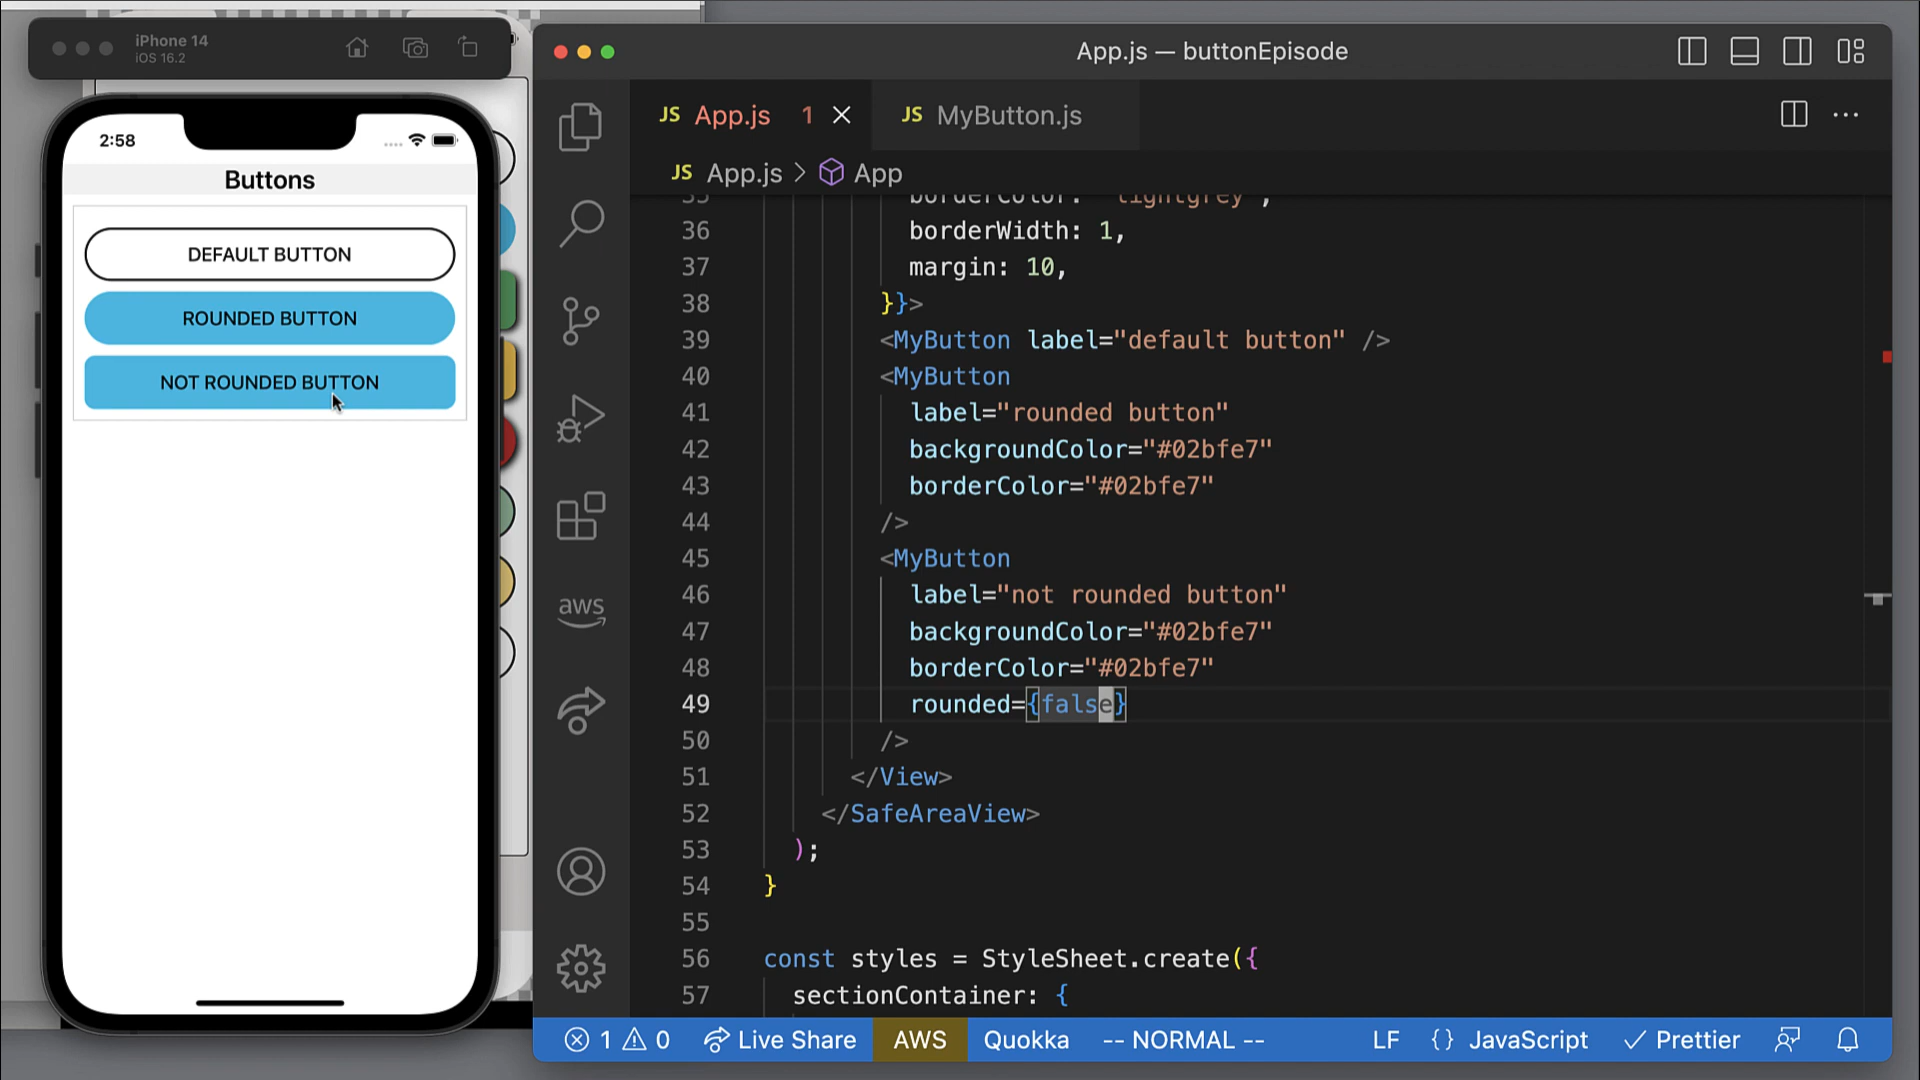 iPhone 14
iOS 16.2
2:58
Buttons
DEFAULT BUTTON
ROUNDED BUTTON
NOT ROUNDED BUTTON
App.js — buttonEpisode
JS App.js 1
JS MyButton.js
JS App.js > App
35 borderColor: "lightgrey",
36 borderWidth: 1,
37 margin: 10,
38 }}>
39 <MyButton label="default button" />
40 <MyButton
41 label="rounded button"
42 backgroundColor="#02bfe7"
43 borderColor="#02bfe7"
44 />
45 <MyButton
46 label="not rounded button"
47 backgroundColor="#02bfe7"
48 borderColor="#02bfe7"
49 rounded={false}
50 />
51 </View>
52 </SafeAreaView>
53 );
54 }
55
56 const styles = StyleSheet.create({
57 sectionContainer: {
aws
1 0 Live Share AWS Quokka -- NORMAL -- LF {} JavaScript Prettier